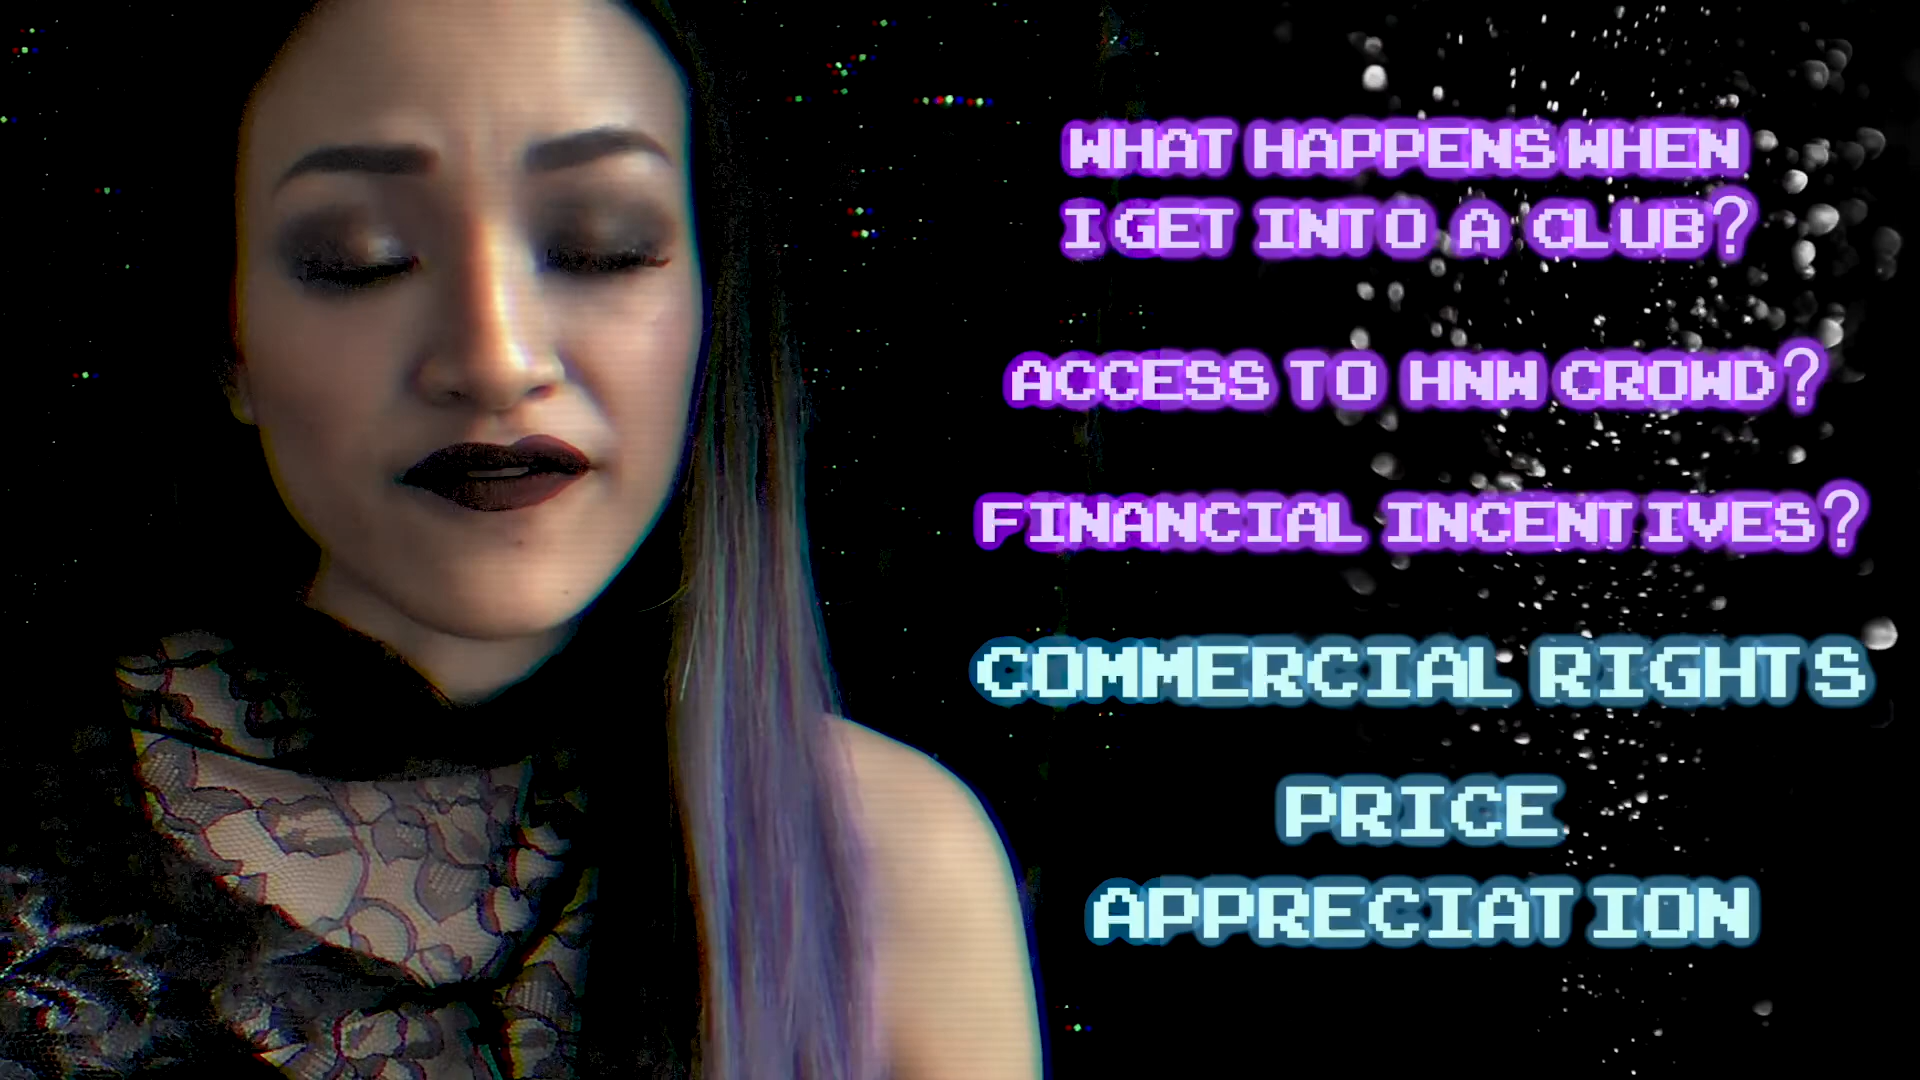 WHAT HAPPENS WHEN
I GET INTO A CLUB?
ACCESS TO HNW CROWD?
FINANCIAL INCENTIVES?
COMMERCIAL RIGHTS
PRICE
APPRECIATION